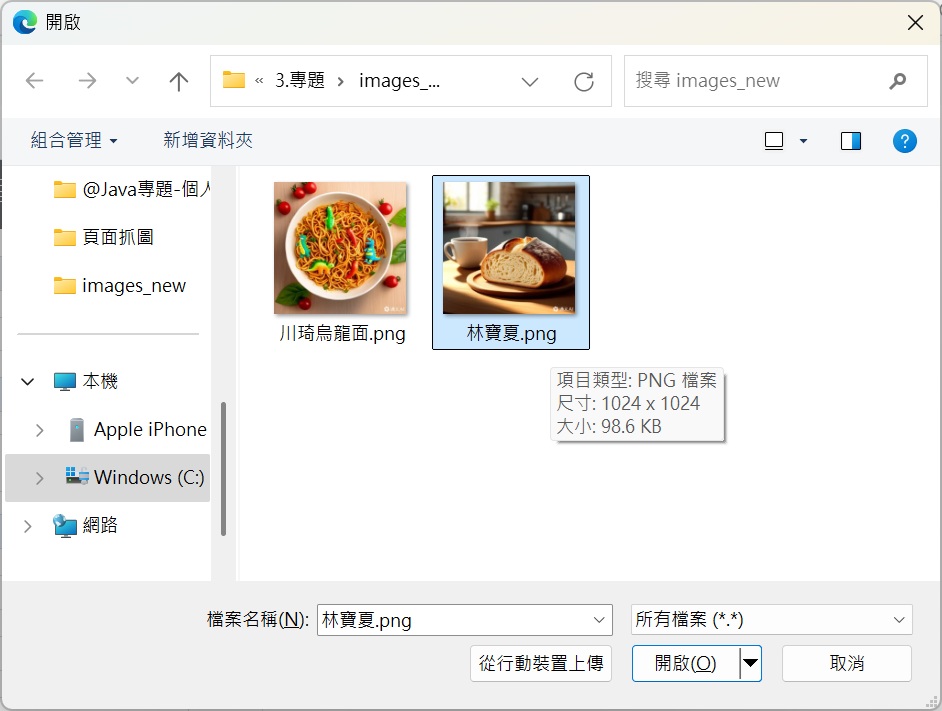 開啟
« 3.專題 › images_...
搜尋 images_new
組合管理
新增資料夾
?
@Java專題-個人
頁面抓圖
images_new
本機
Apple iPhone
Windows (C:)
網路
川琦烏龍面.png
林寶夏.png
項目類型: PNG 檔案
尺寸: 1024 x 1024
大小: 98.6 KB
檔案名稱(N):
林寶夏.png
所有檔案 (*.*)
從行動裝置上傳
開啟(O)
取消